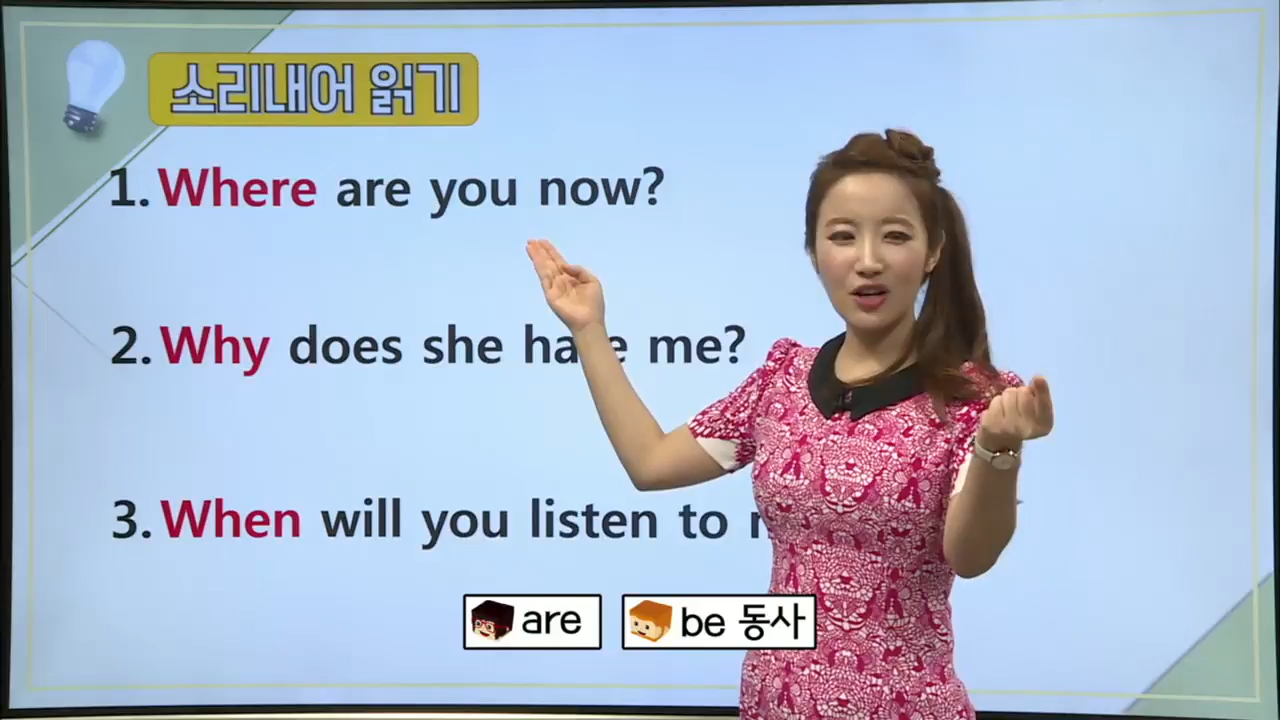 소리내어 읽기
1. Where are you now?
2. Why does she hate me?
3. When will you listen to
are
be 동사